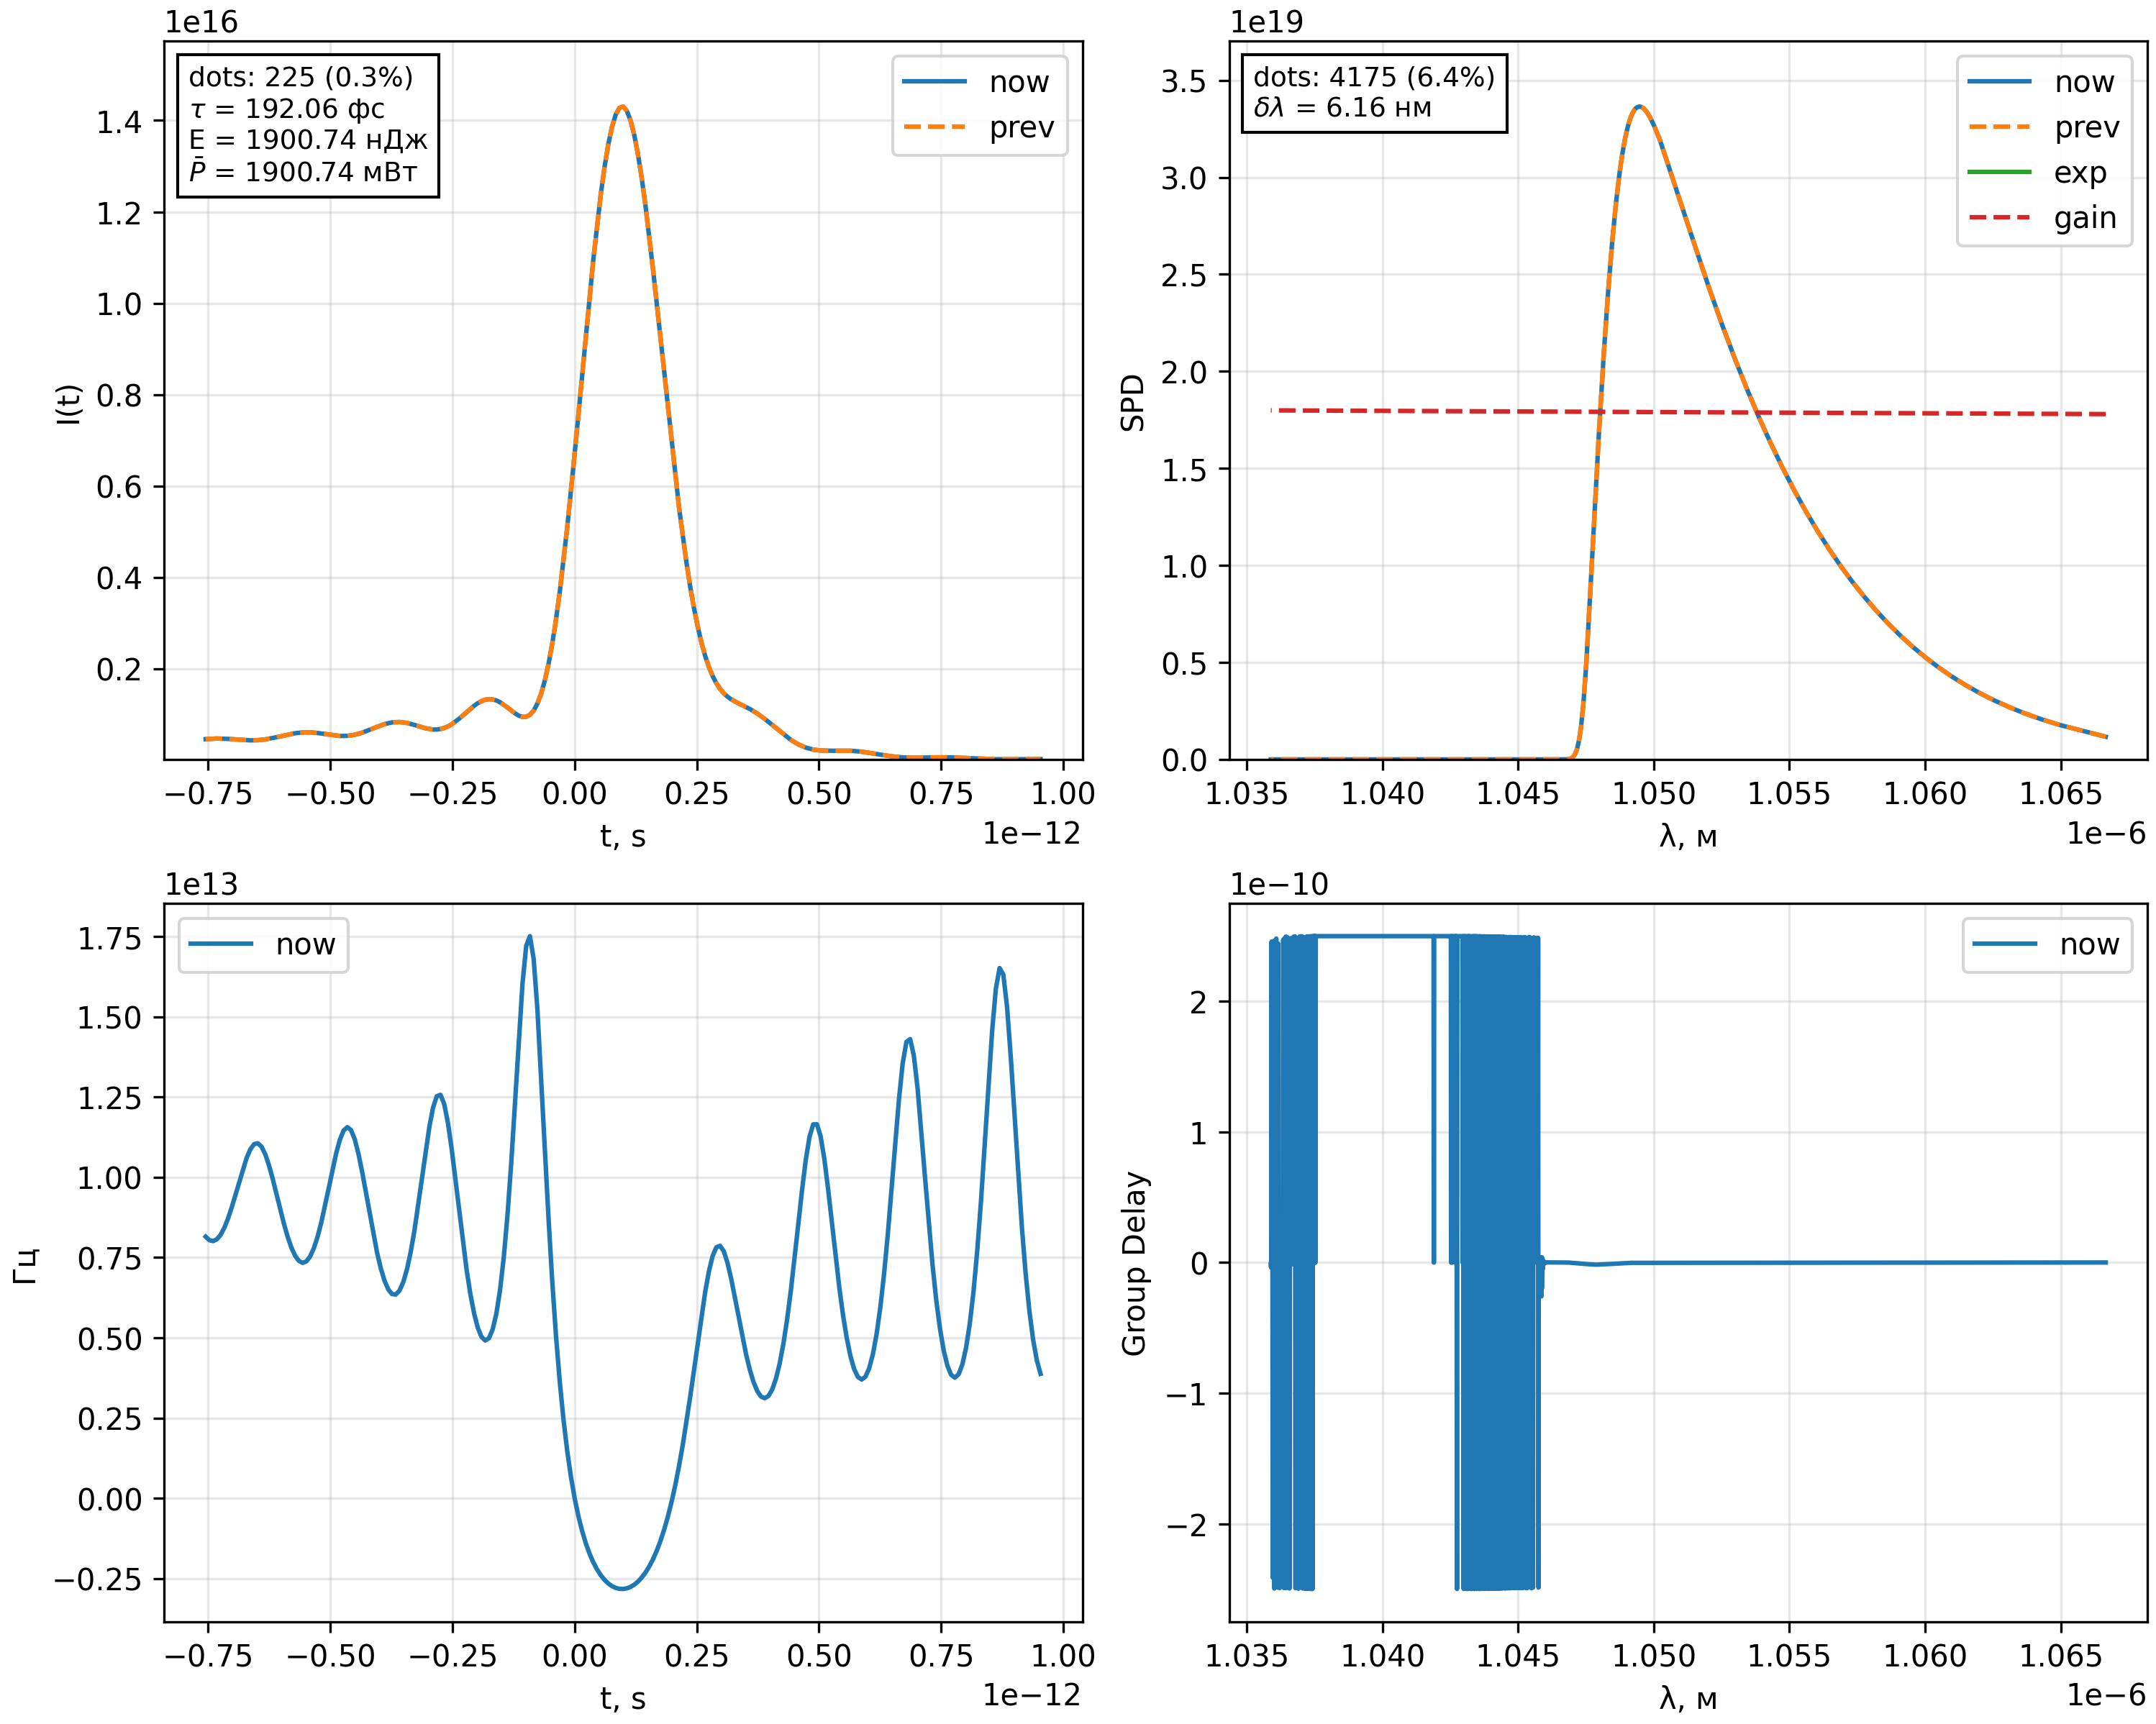 1e16
dots: 225 (0.3%)
τ = 192.06 фс
E = 1900.74 нДж
P̄ = 1900.74 мВт
now
prev
1.4
1.2
1.0
0.8
0.6
0.4
0.2
I(t)
−0.75 −0.50 −0.25 0.00 0.25 0.50 0.75 1.00
t, s
1e−12
1e19
dots: 4175 (6.4%)
δλ = 6.16 нм
now
prev
exp
gain
3.5
3.0
2.5
2.0
1.5
1.0
0.5
0.0
SPD
1.035 1.040 1.045 1.050 1.055 1.060 1.065
λ, м
1e−6
1e13
now
1.75
1.50
1.25
1.00
0.75
0.50
0.25
0.00
−0.25
Гц
−0.75 −0.50 −0.25 0.00 0.25 0.50 0.75 1.00
t, s
1e−12
1e−10
now
2
1
0
−1
−2
Group Delay
1.035 1.040 1.045 1.050 1.055 1.060 1.065
λ, м
1e−6